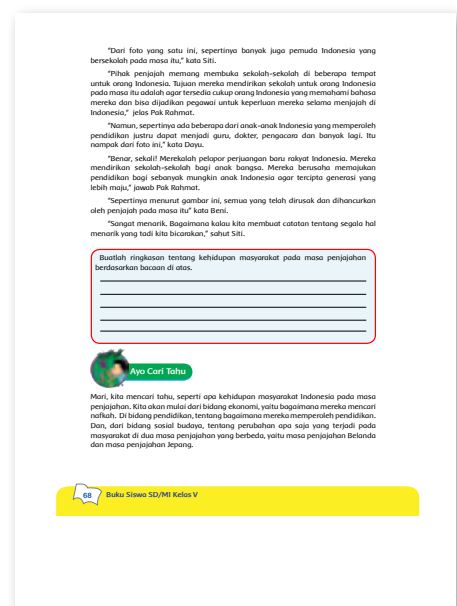 "Dari foto yang satu ini, sepertinya banyak juga pemuda Indonesia yang
bersekolah pada masa itu," kata Siti.
"Pihak penjajah memang membuka sekolah-sekolah di beberapa tempat
untuk orang Indonesia. Tujuan mereka mendirikan sekolah untuk orang Indonesia
pada masa itu adalah agar tersedia cukup orang Indonesia yang memahami bahasa
mereka dan bisa dijadikan pegawai untuk keperluan mereka selama menjajah di
Indonesia," jelas Pak Rahmat.
"Namun, sepertinya ada beberapa dari anak-anak Indonesia yang memperoleh
pendidikan justru dapat menjadi guru, dokter, pengacara dan banyak lagi. Itu
nampak dari foto ini," kata Dayu.
"Benar, sekali! Merekalah pelopor perjuangan baru rakyat Indonesia. Mereka
mendirikan sekolah-sekolah bagi anak bangsa. Mereka berusaha memajukan
pendidikan bagi sebanyak mungkin anak Indonesia agar tercipta generasi yang
lebih maju," jawab Pak Rahmat.
"Sepertinya menurut gambar ini, semua yang telah dirusak dan dihancurkan
oleh penjajah pada masa itu" kata Beni.
"Sangat menarik. Bagaimana kalau kita membuat catatan tentang segala hal
menarik yang tadi kita bicarakan," sahut Siti.
Buatlah ringkasan tentang kehidupan masyarakat pada masa penjajahan
berdasarkan bacaan di atas.
Ayo Cari Tahu
Mari, kita mencari tahu, seperti apa kehidupan masyarakat Indonesia pada masa
penjajahan. Kita akan mulai dari bidang ekonomi, yaitu bagaimana mereka mencari
nafkah. Di bidang pendidikan, tentang bagaimana mereka memperoleh pendidikan.
Dan, dari bidang sosial budaya, tentang perubahan apa saja yang terjadi pada
masyarakat di dua masa penjajahan yang berbeda, yaitu masa penjajahan Belanda
dan masa penjajahan Jepang.
68
Buku Siswa SD/MI Kelas V